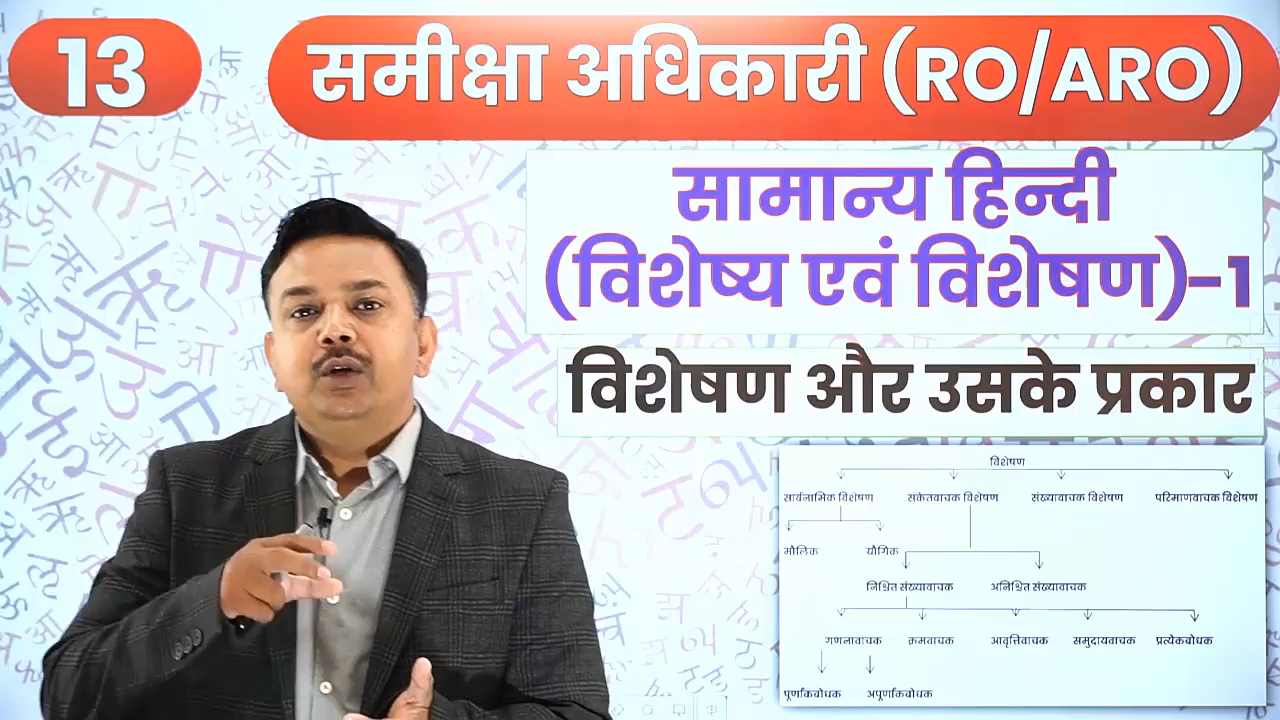 13
समीक्षा अधिकारी (RO/ARO)
सामान्य हिन्दी
(विशेष्य एवं विशेषण)-1
विशेषण और उसके प्रकार
विशेषण
सार्वनामिक विशेषण सकेतवाचक विशेषण संख्यावाचक विशेषण परिमाणवाचक विशेषण
मौलिक यौगिक
निश्चित संख्यावाचक अनिश्चित संख्यावाचक
गणनावाचक क्रमवाचक आवृत्तिवाचक समुदायवाचक प्रत्येकबोधक
पूर्णांकबोधक अपूर्णांकबोधक